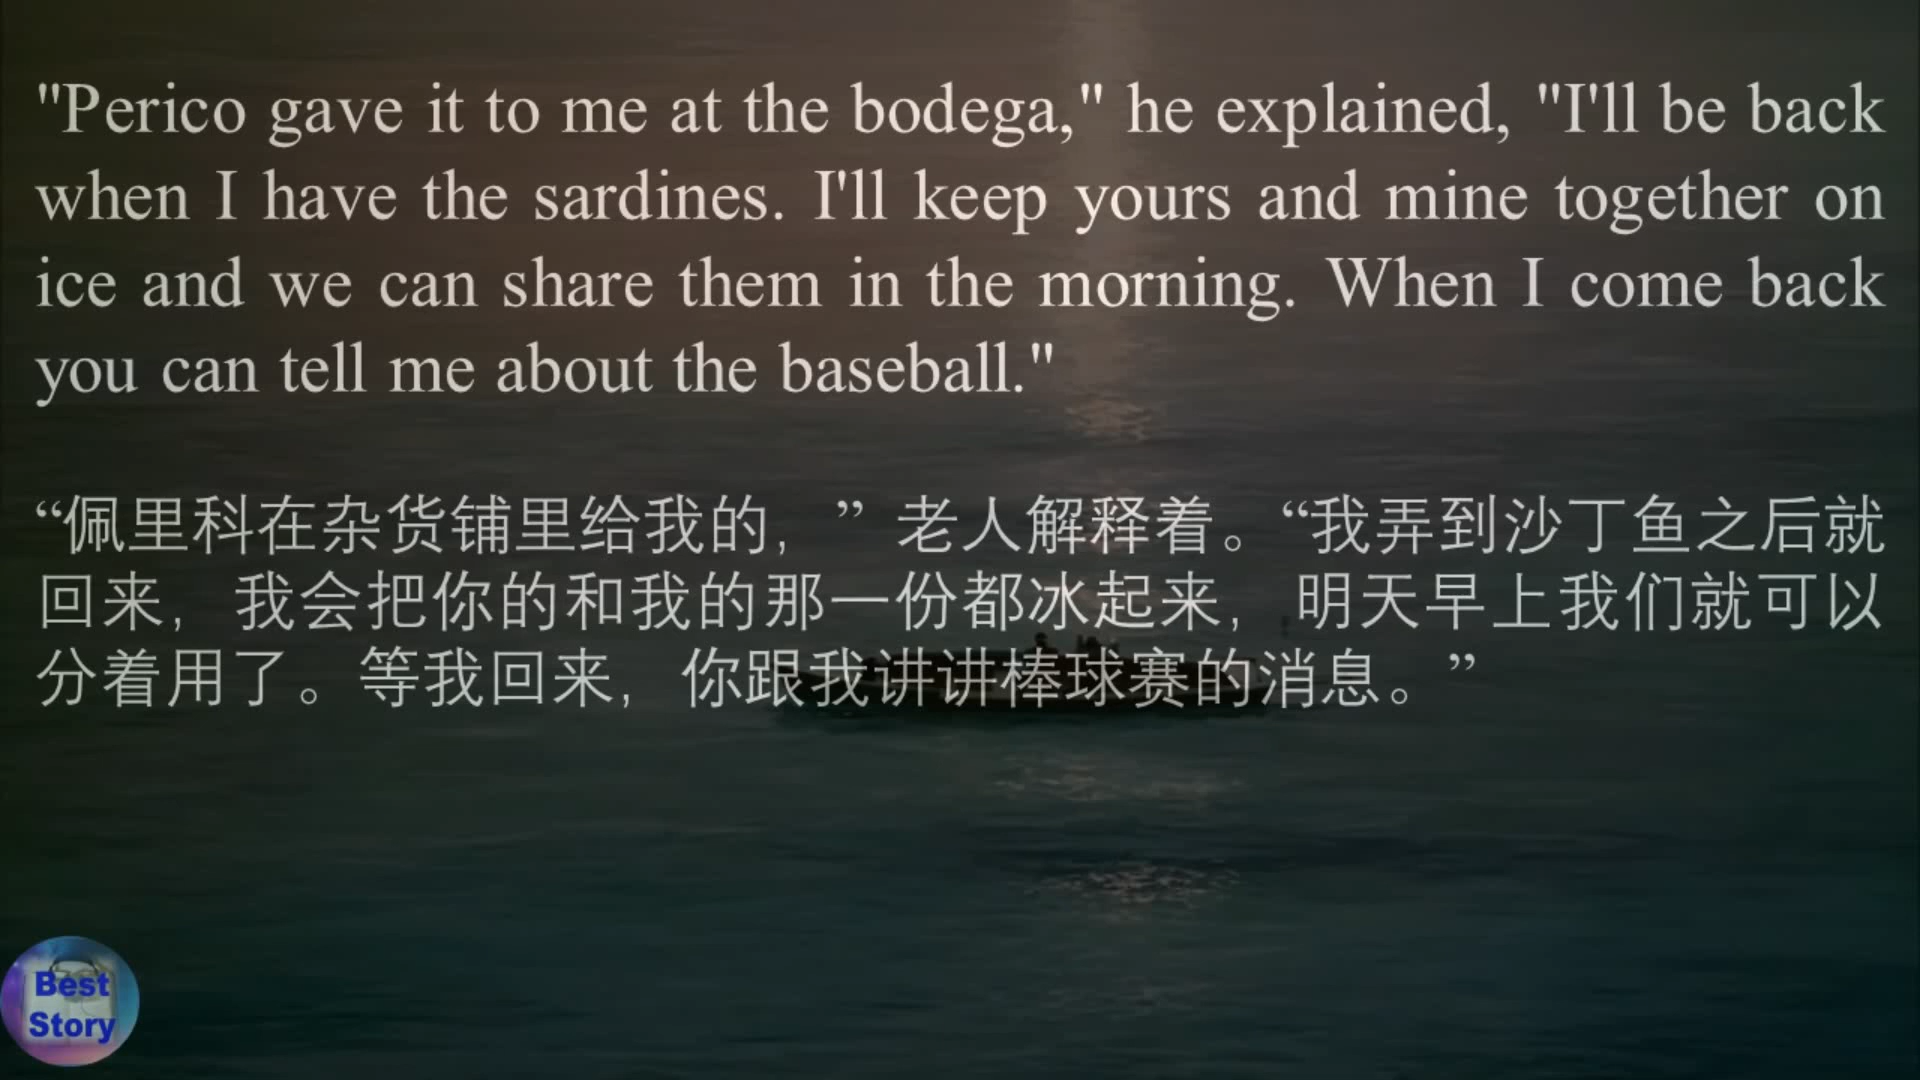 "Perico gave it to me at the bodega," he explained, "I'll be back
when I have the sardines. I'll keep yours and mine together on
ice and we can share them in the morning. When I come back
you can tell me about the baseball."
“佩里科在杂货铺里给我的，”老人解释着。“我弄到沙丁鱼之后就
回来，我会把你的和我的那一份都冰起来，明天早上我们就可以
分着用了。等我回来，你跟我讲讲棒球赛的消息。”
Best
Story